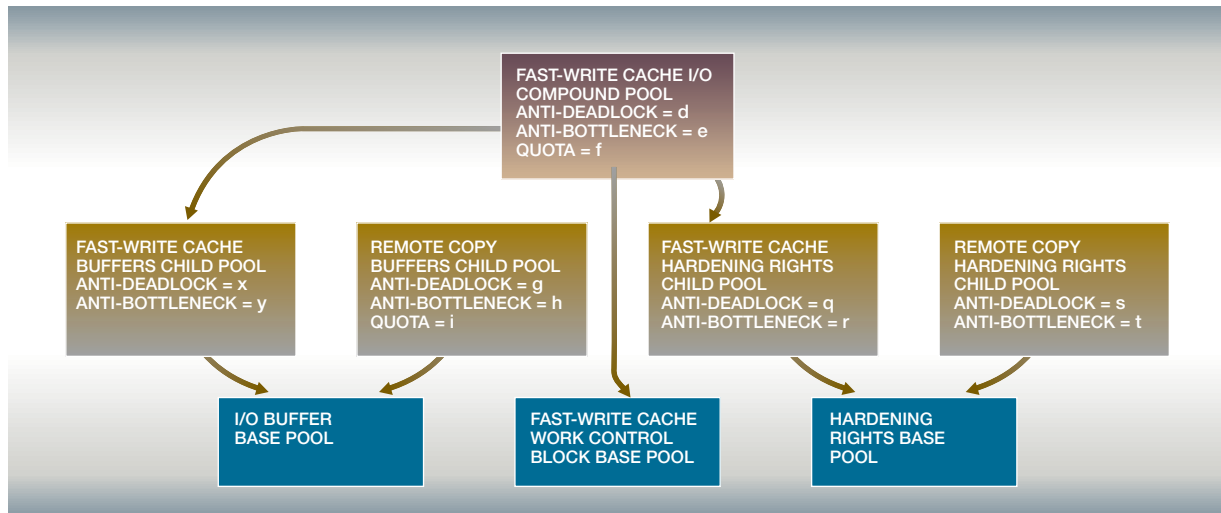 FAST-WRITE CACHE I/O
COMPOUND POOL
ANTI-DEADLOCK = d
ANTI-BOTTLENECK = e
QUOTA = f
FAST-WRITE CACHE
BUFFERS CHILD POOL
ANTI-DEADLOCK = x
ANTI-BOTTLENECK = y
REMOTE COPY
BUFFERS CHILD POOL
ANTI-DEADLOCK = g
ANTI-BOTTLENECK = h
QUOTA = i
FAST-WRITE CACHE
HARDENING RIGHTS
CHILD POOL
ANTI-DEADLOCK = q
ANTI-BOTTLENECK = r
REMOTE COPY
HARDENING RIGHTS
CHILD POOL
ANTI-DEADLOCK = s
ANTI-BOTTLENECK = t
I/O BUFFER
BASE POOL
FAST-WRITE CACHE
WORK CONTROL
BLOCK BASE POOL
HARDENING
RIGHTS BASE
POOL